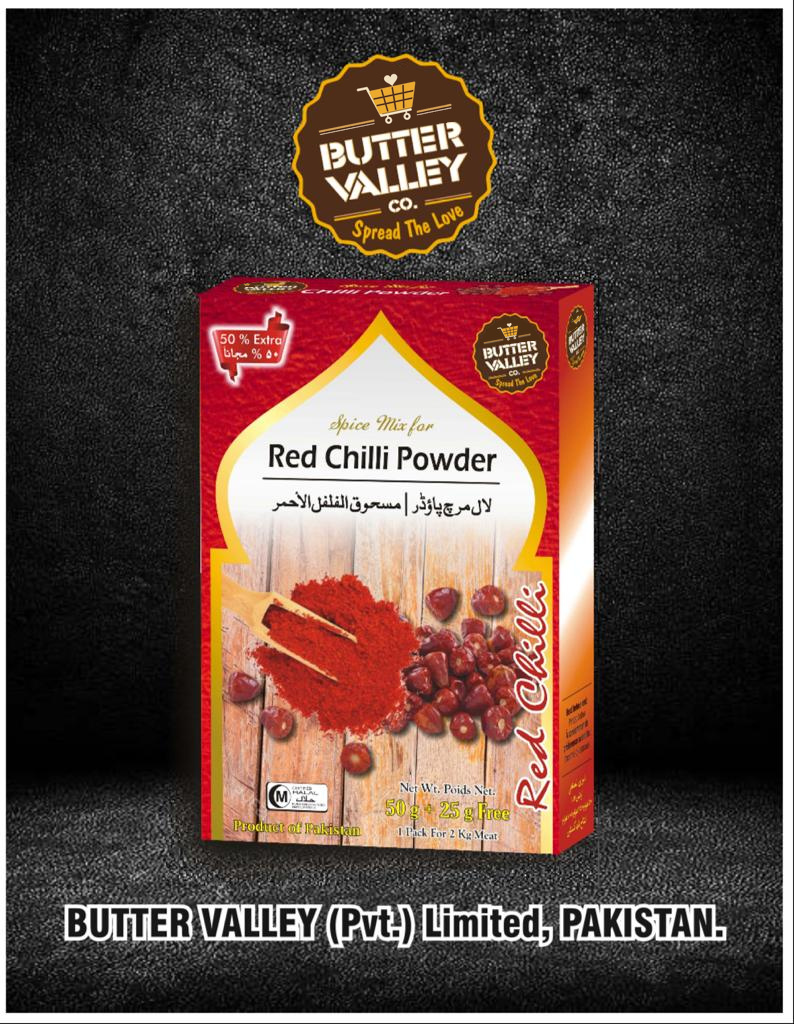 BUTTER
VALLEY
CO.
Spread The Love
Chilli Powder
50 % Extra
٥٠ % مجانا
BUTTER
VALLEY
CO.
Spread The Love
Spice Mix for
Red Chilli Powder
لال مرچ پاؤڈر | مسحوق الفلفل الأحمر
Red Chilli
HALAL
حلال
Net Wt. Poids Net.
50 g + 25 g Free
1 Pack For 2 Kg Meat
Product of Pakistan
BUTTER VALLEY (Pvt.) Limited, PAKISTAN.